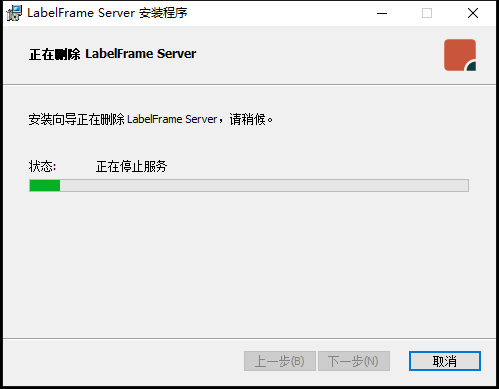 LabelFrame Server 安装程序
正在删除 LabelFrame Server
安装向导正在删除 LabelFrame Server，请稍候。
状态: 正在停止服务
上一步(B) 下一步(N) 取消